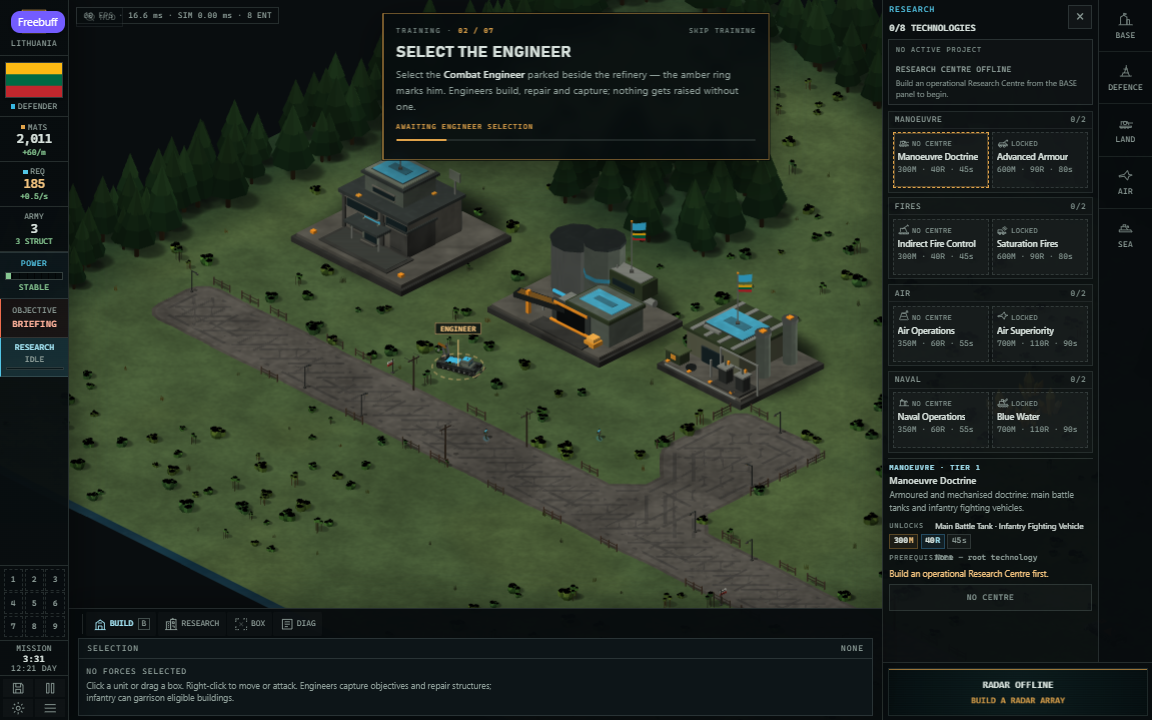 Freebuff
LITHUANIA
DEFENDER
MATS
2,011
+60/m
REQ
185
+0.5/s
ARMY
3
3 STRUCT
POWER
STABLE
OBJECTIVE
BRIEFING
RESEARCH
IDLE
1 2 3
4 5 6
7 8 9
MISSION
3:31
12:21 DAY
16.6 ms · SIM 0.00 ms · 8 ENT
TRAINING · 02 / 07 SKIP TRAINING
SELECT THE ENGINEER
Select the Combat Engineer parked beside the refinery — the amber ring
marks him. Engineers build, repair and capture; nothing gets raised without
one.
AWAITING ENGINEER SELECTION
ENGINEER
BUILD B RESEARCH BOX DIAG
SELECTION NONE
NO FORCES SELECTED
Click a unit or drag a box. Right-click to move or attack. Engineers capture objectives and repair structures;
infantry can garrison eligible buildings.
RESEARCH
0/8 TECHNOLOGIES
×
NO ACTIVE PROJECT
RESEARCH CENTRE OFFLINE
Build an operational Research Centre from the BASE
panel to begin.
MANOEUVRE 0/2
NO CENTRE LOCKED
Manoeuvre Doctrine Advanced Armour
300M · 40R · 45s 600M · 90R · 80s
FIRES 0/2
NO CENTRE LOCKED
Indirect Fire Control Saturation Fires
300M · 40R · 45s 600M · 90R · 80s
AIR 0/2
NO CENTRE LOCKED
Air Operations Air Superiority
350M · 60R · 55s 700M · 110R · 90s
NAVAL 0/2
NO CENTRE LOCKED
Naval Operations Blue Water
350M · 60R · 55s 700M · 110R · 90s
MANOEUVRE · TIER 1
Manoeuvre Doctrine
Armoured and mechanised doctrine: main battle
tanks and infantry fighting vehicles.
UNLOCKS Main Battle Tank · Infantry Fighting Vehicle
300M 40R 45s
None — root technology
Build an operational Research Centre first.
NO CENTRE
BASE
DEFENCE
LAND
AIR
SEA
RADAR OFFLINE
BUILD A RADAR ARRAY